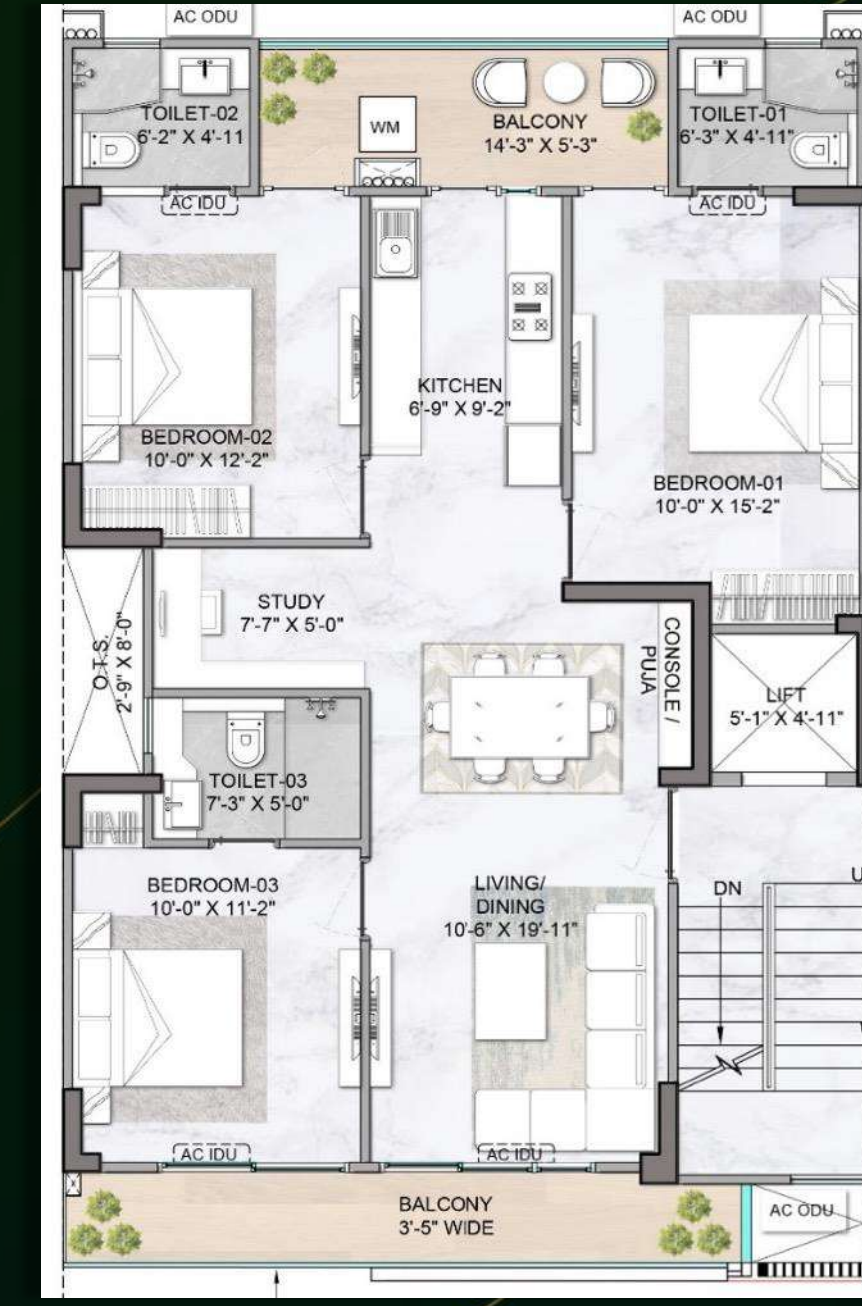 AC ODU
AC ODU
TOILET-02
6'-2" X 4'-11
WM
BALCONY
14'-3" X 5'-3"
TOILET-01
6'-3" X 4'-11"
AC IDU
AC IDU
KITCHEN
6'-9" X 9'-2"
BEDROOM-02
10'-0" X 12'-2"
BEDROOM-01
10'-0" X 15'-2"
STUDY
7'-7" X 5'-0"
O.T.S.
2'-9" X 8'-0"
CONSOLE /
PUJA
LIFT
5'-1" X 4'-11"
TOILET-03
7'-3" X 5'-0"
BEDROOM-03
10'-0" X 11'-2"
LIVING/
DINING
10'-6" X 19'-11"
DN
U
AC IDU
AC IDU
BALCONY
3'-5" WIDE
AC ODU